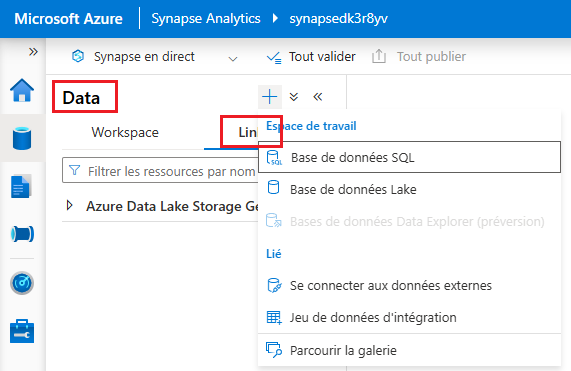 Microsoft Azure Synapse Analytics synapsedk3r8yv
Synapse en direct Tout valider Tout publier
Data
Workspace Lin
Filtrer les ressources par nom
Azure Data Lake Storage Ge
Espace de travail
SQL Base de données SQL
Base de données Lake
Bases de données Data Explorer (préversion)
Lié
Se connecter aux données externes
Jeu de données d'intégration
Parcourir la galerie